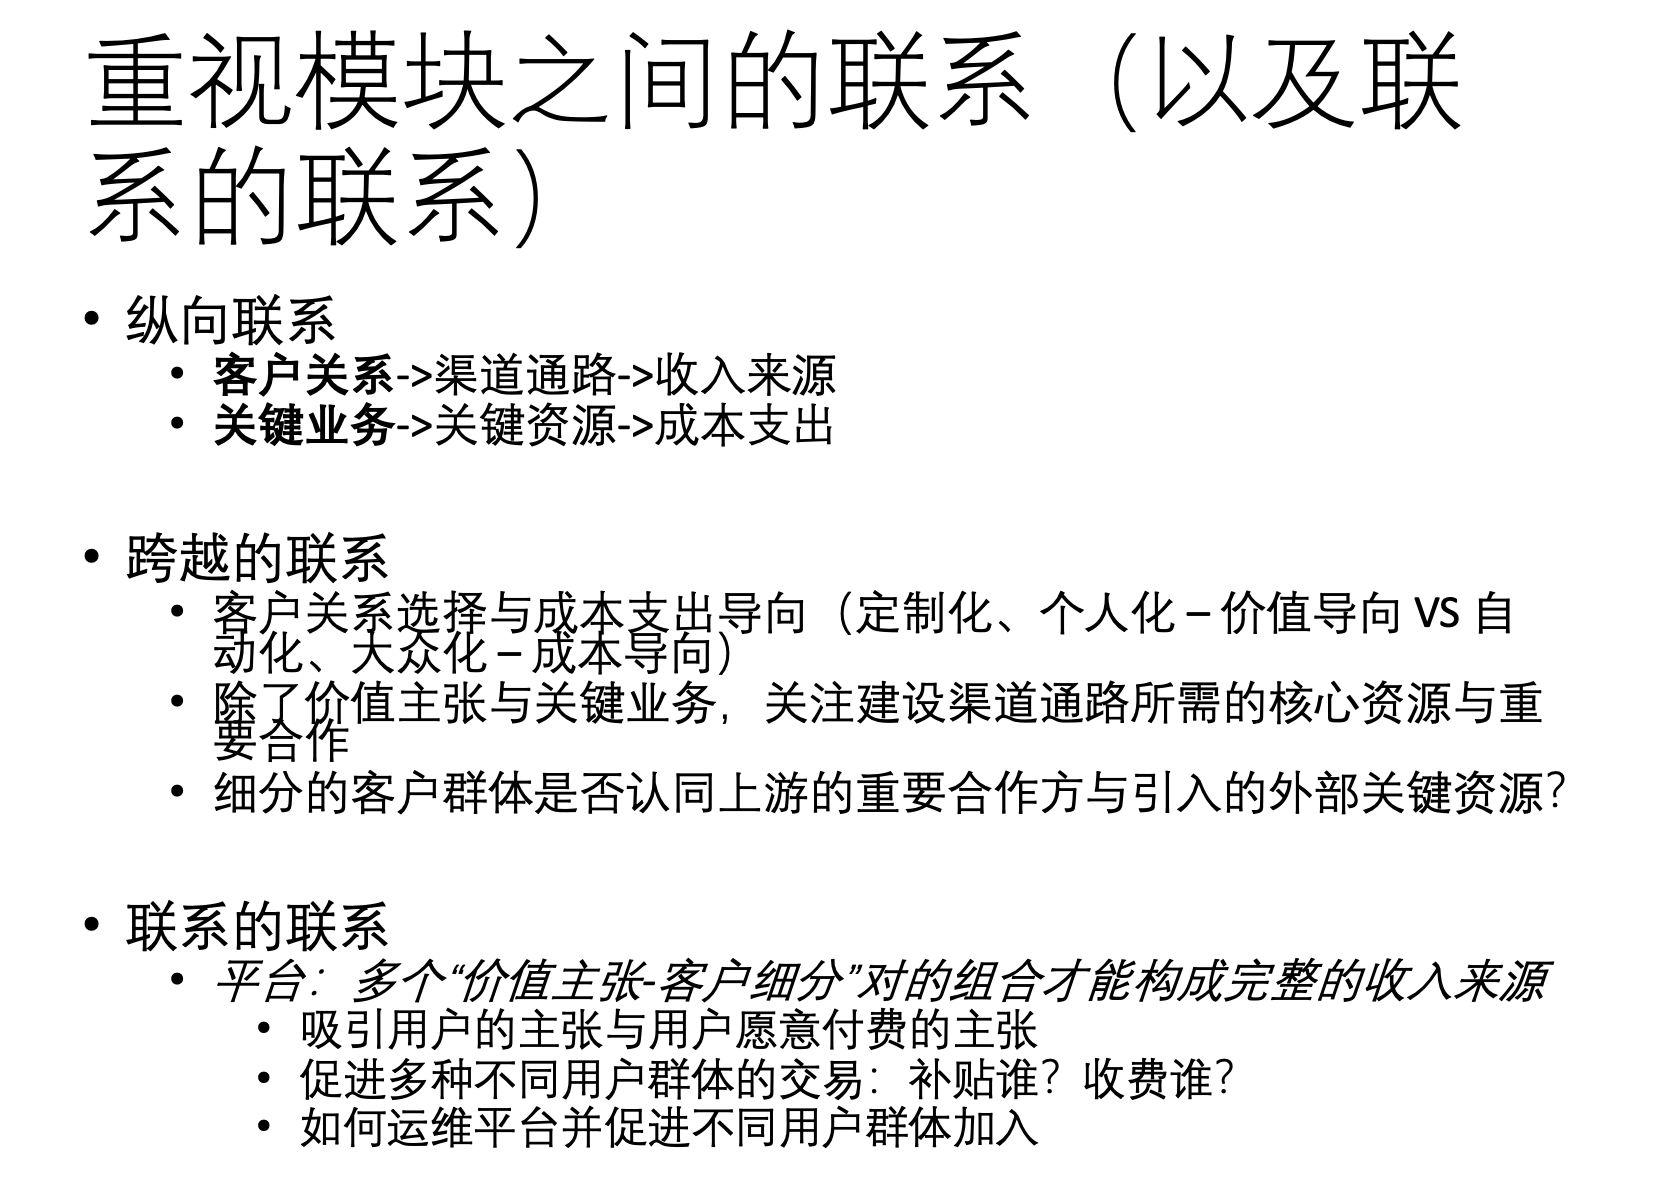 重视模块之间的联系（以及联
系的联系）
• 纵向联系
• 客户关系->渠道通路->收入来源
• 关键业务->关键资源->成本支出
• 跨越的联系
• 客户关系选择与成本支出导向（定制化、个人化 – 价值导向 VS 自
动化、大众化 – 成本导向）
• 除了价值主张与关键业务，关注建设渠道通路所需的核心资源与重
要合作
• 细分的客户群体是否认同上游的重要合作方与引入的外部关键资源？
• 联系的联系
• 平台：多个“价值主张-客户细分”对的组合才能构成完整的收入来源
• 吸引用户的主张与用户愿意付费的主张
• 促进多种不同用户群体的交易：补贴谁？收费谁？
• 如何运维平台并促进不同用户群体加入